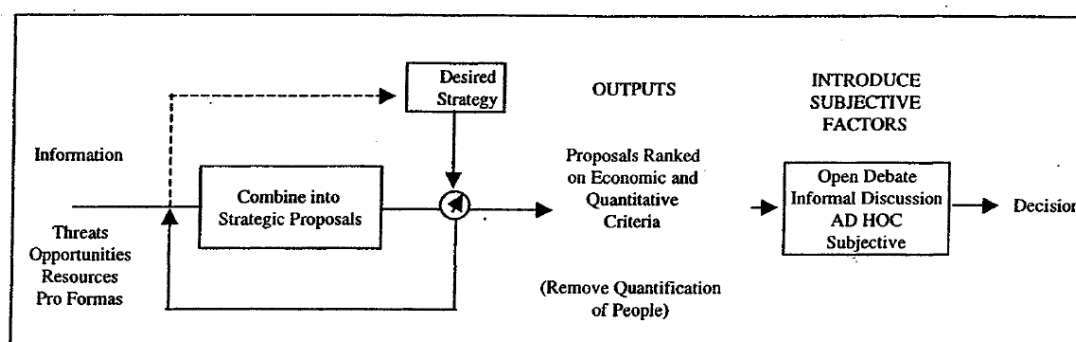 Desired
Strategy
OUTPUTS
INTRODUCE
SUBJECTIVE
FACTORS
Information
Combine into
Strategic Proposals
Proposals Ranked
on Economic and
Quantitative
Criteria
Open Debate
Informal Discussion
AD HOC
Subjective
Decision
Threats
Opportunities
Resources
Pro Formas
(Remove Quantification
of People)